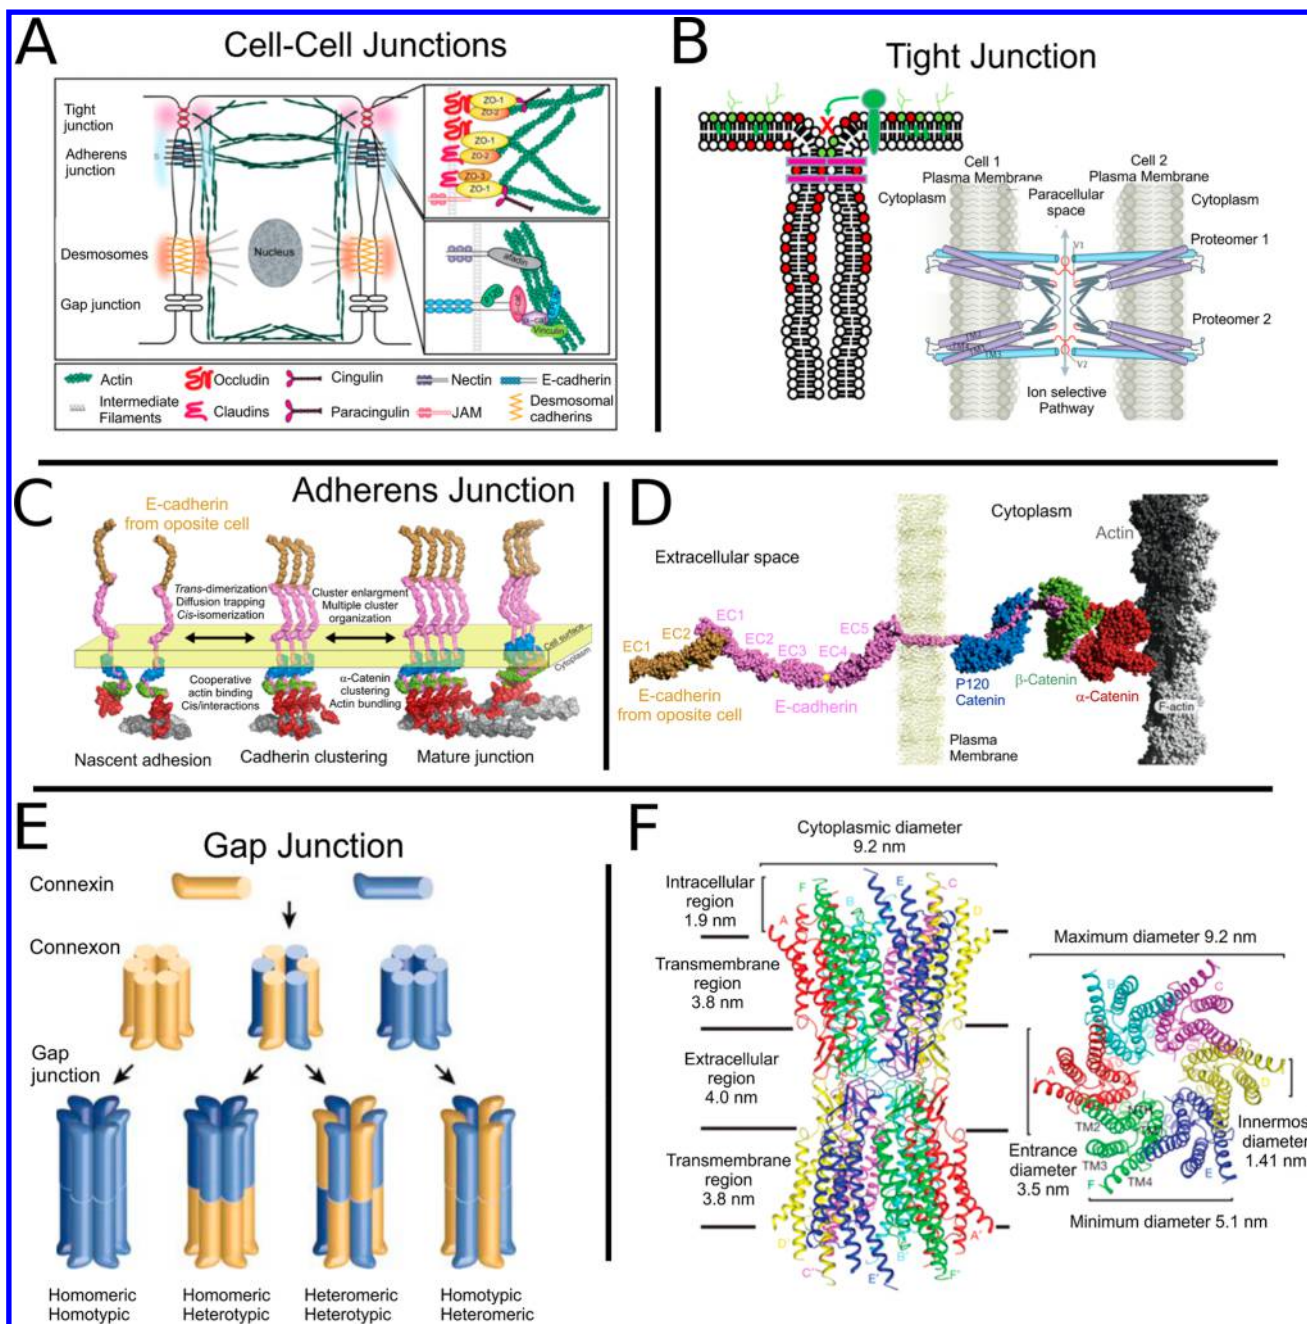 A
Cell-Cell Junctions
Tight
junction
Adherens
junction
Desmosomes
Gap junction
Nucleus
ZO-1
ZO-2
ZO-1
ZO-2
ZO-3
ZO-1
afadin
Vinculin
Actin
Occludin
Cingulin
Nectin
E-cadherin
Intermediate
Filaments
Claudins
Paracingulin
JAM
Desmosomal
cadherins
B
Tight Junction
X
Cell 1
Plasma Membrane
Cell 2
Plasma Membrane
Cytoplasm
Paracellular
space
Cytoplasm
V1
Proteomer 1
Proteomer 2
TM3
V2
Ion selective
Pathway
C
Adherens Junction
E-cadherin
from oposite cell
Trans-dimerization
Diffusion trapping
Cis-isomerization
Cluster enlargment
Multiple cluster
organization
Cell surface
Cytoplasm
Cooperative
actin binding
Cis/interactions
α-Catenin
clustering
Actin bundling
Nascent adhesion
Cadherin clustering
Mature junction
D
Cytoplasm
Actin
Extracellular space
EC1
EC2
EC1
EC2
EC3
EC4
EC5
E-cadherin
from oposite cell
E-cadherin
P120
Catenin
β-Catenin
α-Catenin
F-actin
Plasma
Membrane
E
Gap Junction
Connexin
Connexon
Gap
junction
Homomeric
Homotypic
Homomeric
Heterotypic
Heteromeric
Heterotypic
Homotypic
Heteromeric
F
Cytoplasmic diameter
9.2 nm
Intracellular
region
1.9 nm
Transmembrane
region
3.8 nm
Extracellular
region
4.0 nm
Transmembrane
region
3.8 nm
A
F
B
E
C
D
D'
C'
E'
B'
F'
A'
Maximum diameter 9.2 nm
B
C
A
D
TM2
TM3
TM4
F
E
Entrance
diameter
3.5 nm
Innermos
diameter
1.41 nm
Minimum diameter 5.1 nm